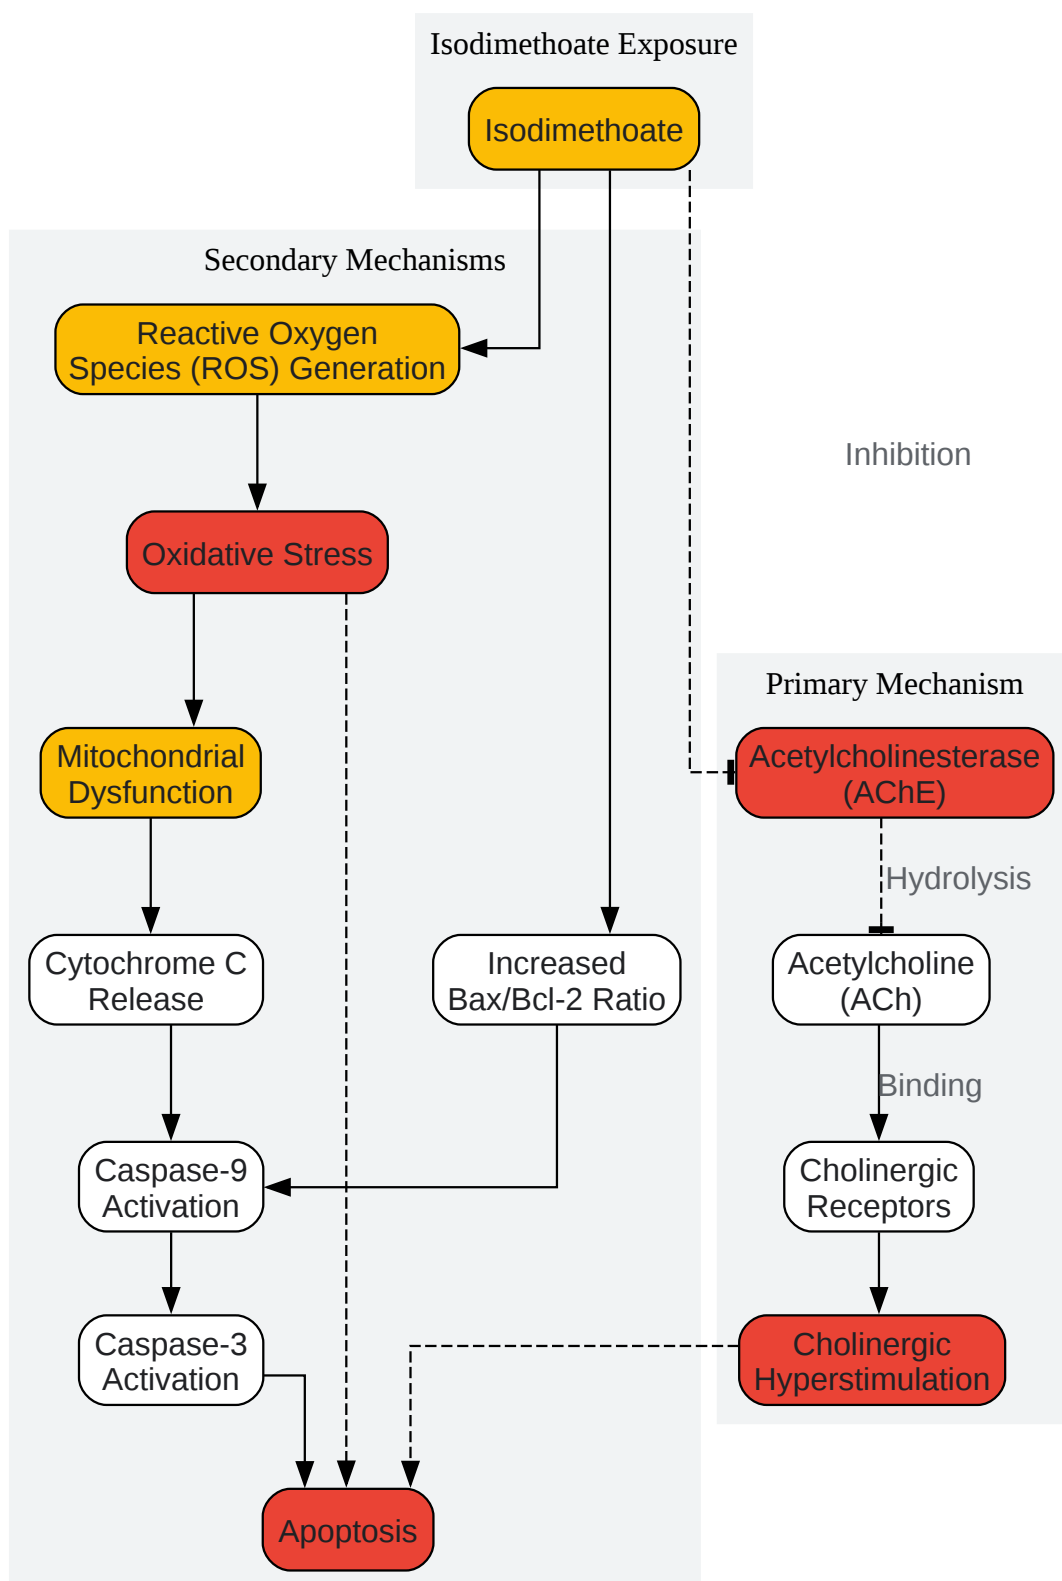 Isodimethoate Exposure
Isodimethoate
Secondary Mechanisms
Reactive Oxygen
Species (ROS) Generation
Inhibition
Oxidative Stress
Primary Mechanism
Mitochondrial
Dysfunction
Acetylcholinesterase
(AChE)
Hydrolysis
Cytochrome C
Release
Increased
Bax/Bcl-2 Ratio
Acetylcholine
(ACh)
Binding
Caspase-9
Activation
Cholinergic
Receptors
Caspase-3
Activation
Cholinergic
Hyperstimulation
Apoptosis